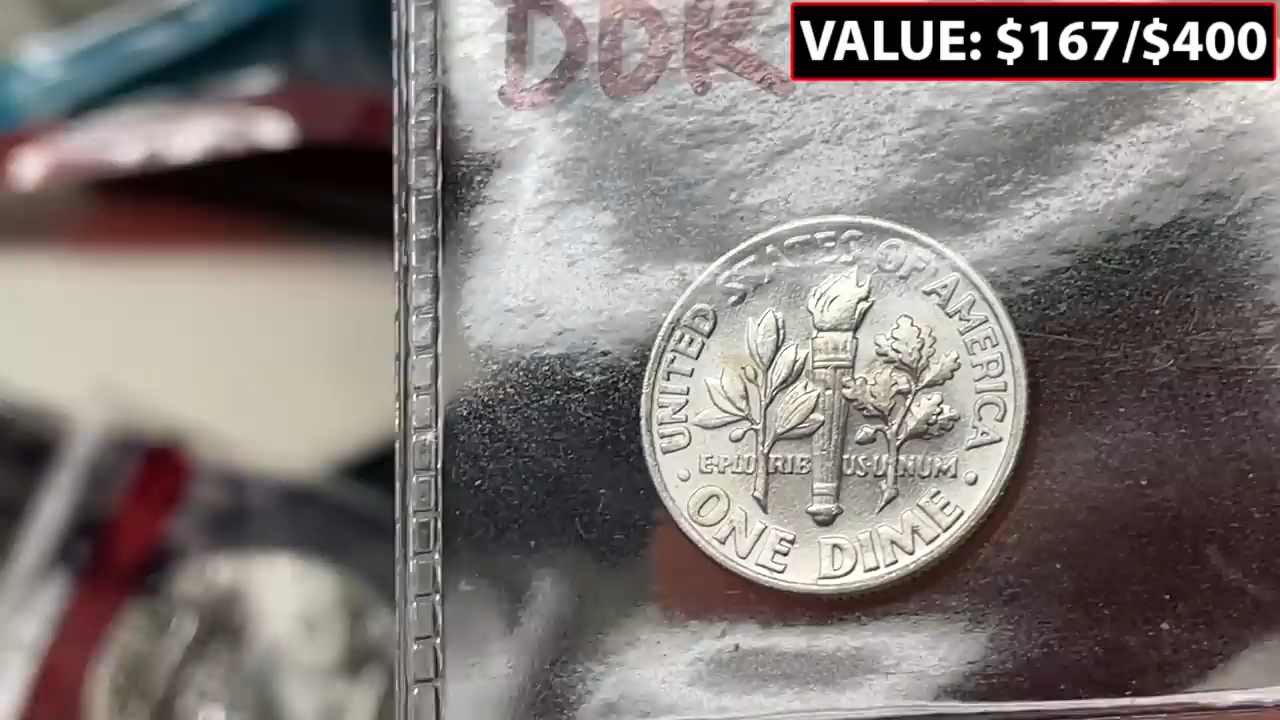 VALUE: $167/$400
DDR
UNITED STATES OF AMERICA
E·PLURIBUS·UNUM
• ONE DIME •